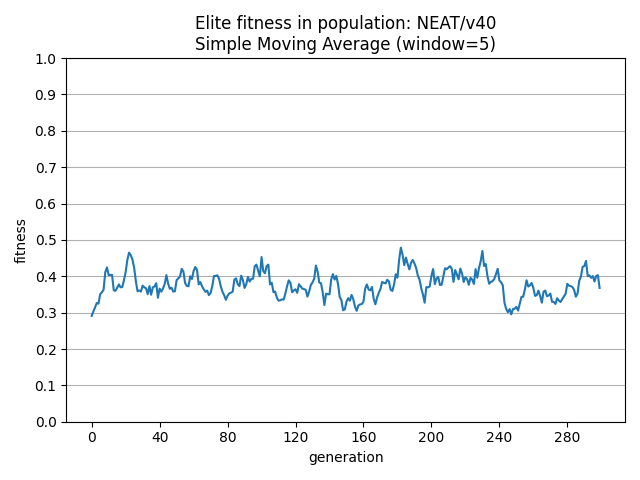 Elite fitness in population: NEAT/v40
Simple Moving Average (window=5)
1.0
0.9
0.8
0.7
0.6
0.5
0.4
0.3
0.2
0.1
0.0
fitness
0 40 80 120 160 200 240 280
generation